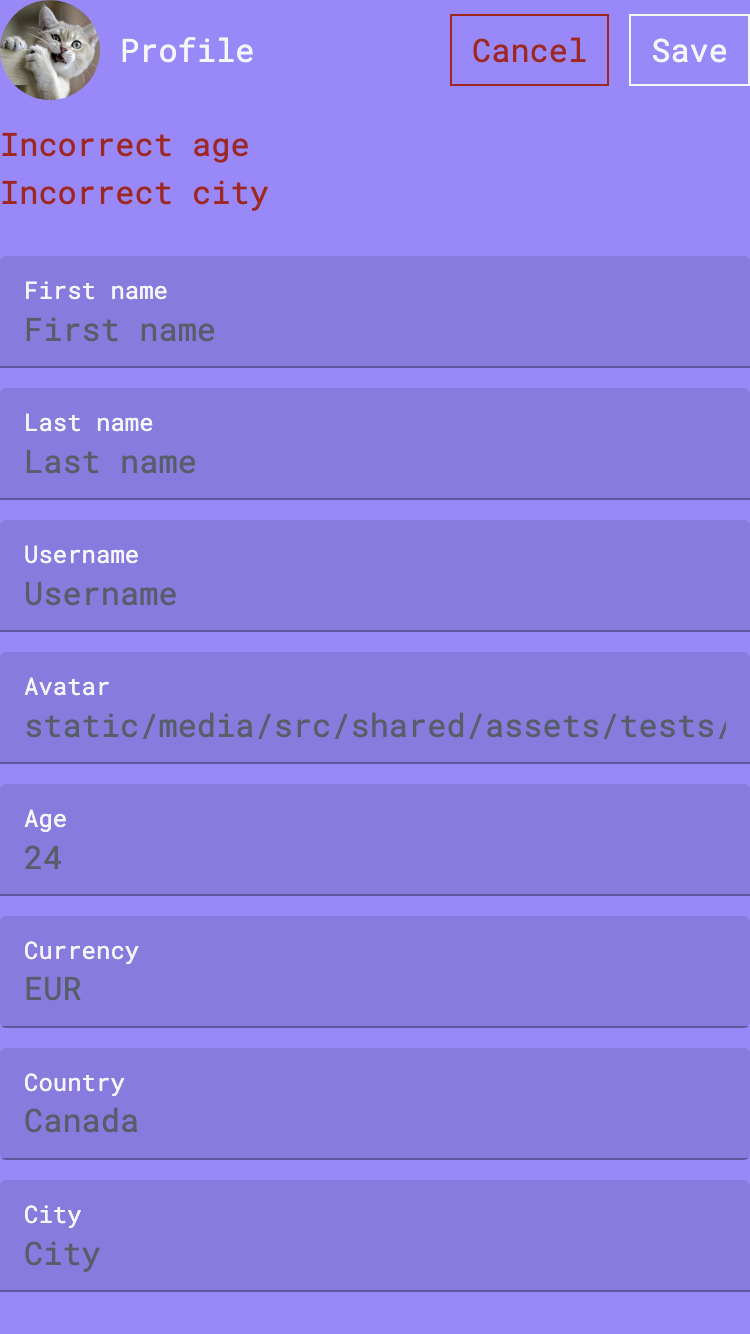 Profile
Cancel
Save
Incorrect age
Incorrect city
First name
First name
Last name
Last name
Username
Username
Avatar
static/media/src/shared/assets/tests/
Age
24
Currency
EUR
Country
Canada
City
City